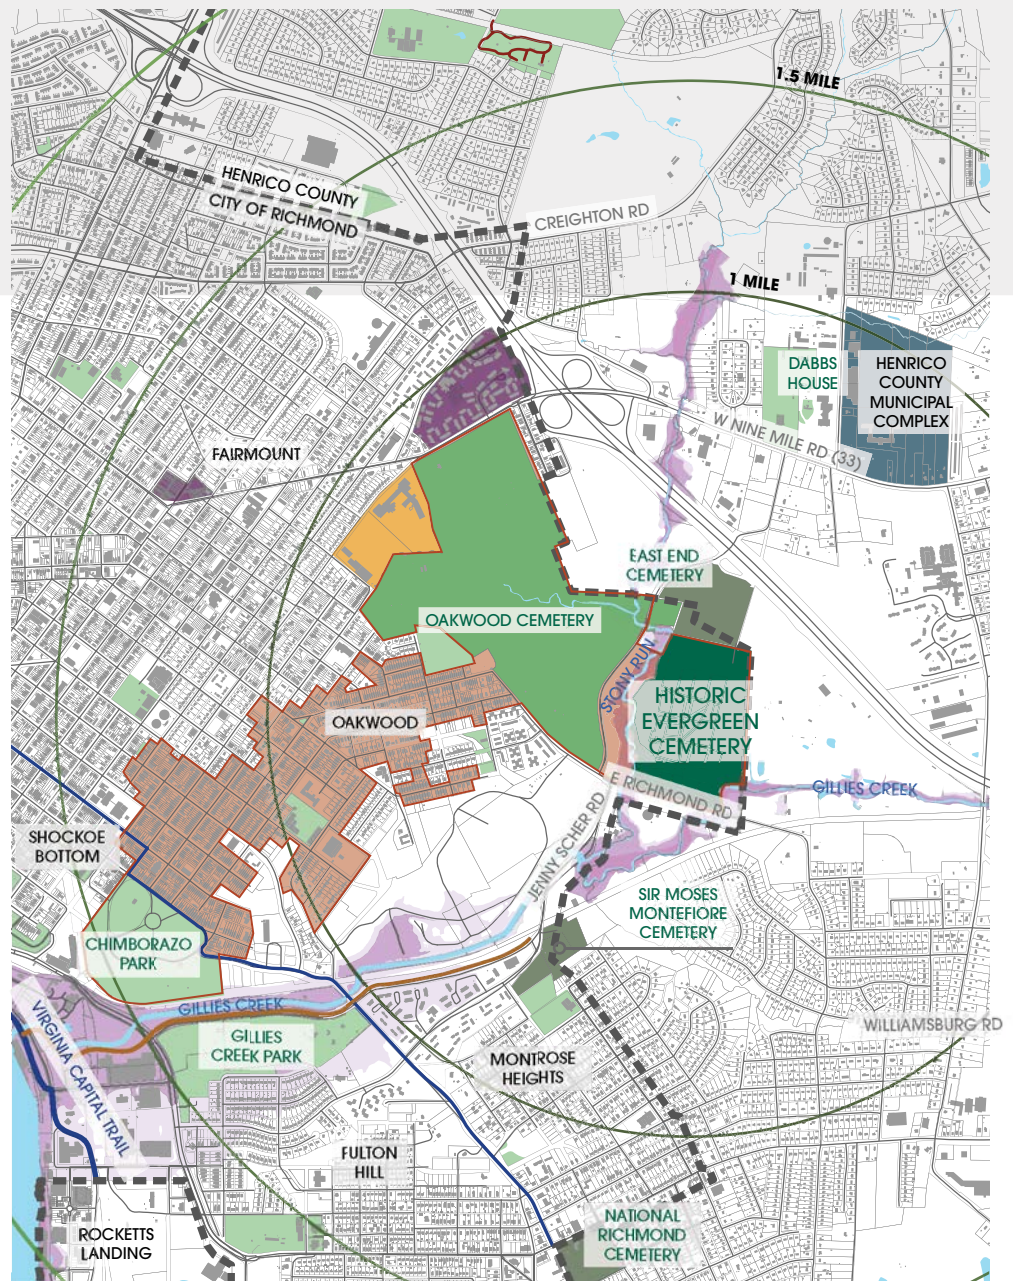 1.5 MILE
HENRICO COUNTY
CITY OF RICHMOND
CREIGHTON RD
1 MILE
DABBS
HOUSE
HENRICO
COUNTY
MUNICIPAL
COMPLEX
W NINE MILE RD (33)
FAIRMOUNT
EAST END
CEMETERY
OAKWOOD CEMETERY
STONY RUN
HISTORIC
EVERGREEN
CEMETERY
OAKWOOD
E RICHMOND RD
GILLIES CREEK
JENNY SCHER RD
SHOCKOE
BOTTOM
SIR MOSES
MONTEFIORE
CEMETERY
CHIMBORAZO
PARK
GILLIES CREEK
VIRGINIA CAPITAL TRAIL
GILLIES
CREEK PARK
WILLIAMSBURG RD
MONTROSE
HEIGHTS
FULTON
HILL
ROCKETTS
LANDING
NATIONAL
RICHMOND
CEMETERY